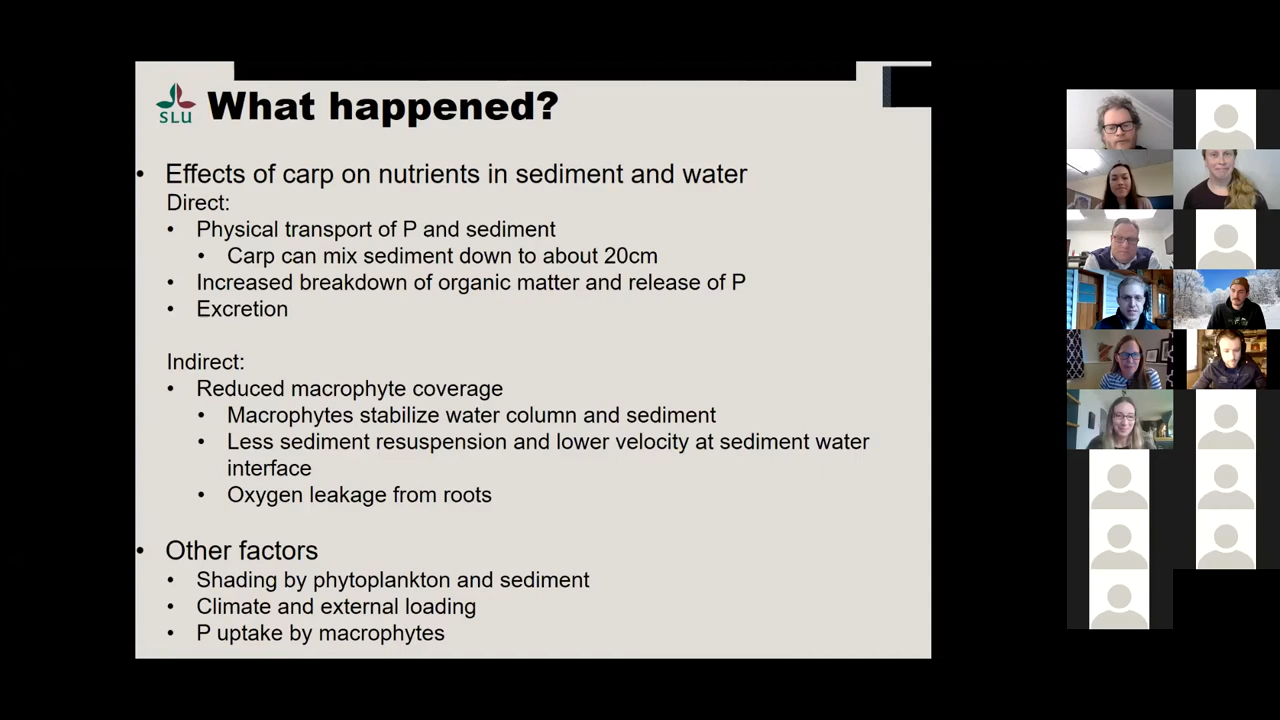 SLU
What happened?
• Effects of carp on nutrients in sediment and water
Direct:
• Physical transport of P and sediment
• Carp can mix sediment down to about 20cm
• Increased breakdown of organic matter and release of P
• Excretion
Indirect:
• Reduced macrophyte coverage
• Macrophytes stabilize water column and sediment
• Less sediment resuspension and lower velocity at sediment water
interface
• Oxygen leakage from roots
• Other factors
• Shading by phytoplankton and sediment
• Climate and external loading
• P uptake by macrophytes